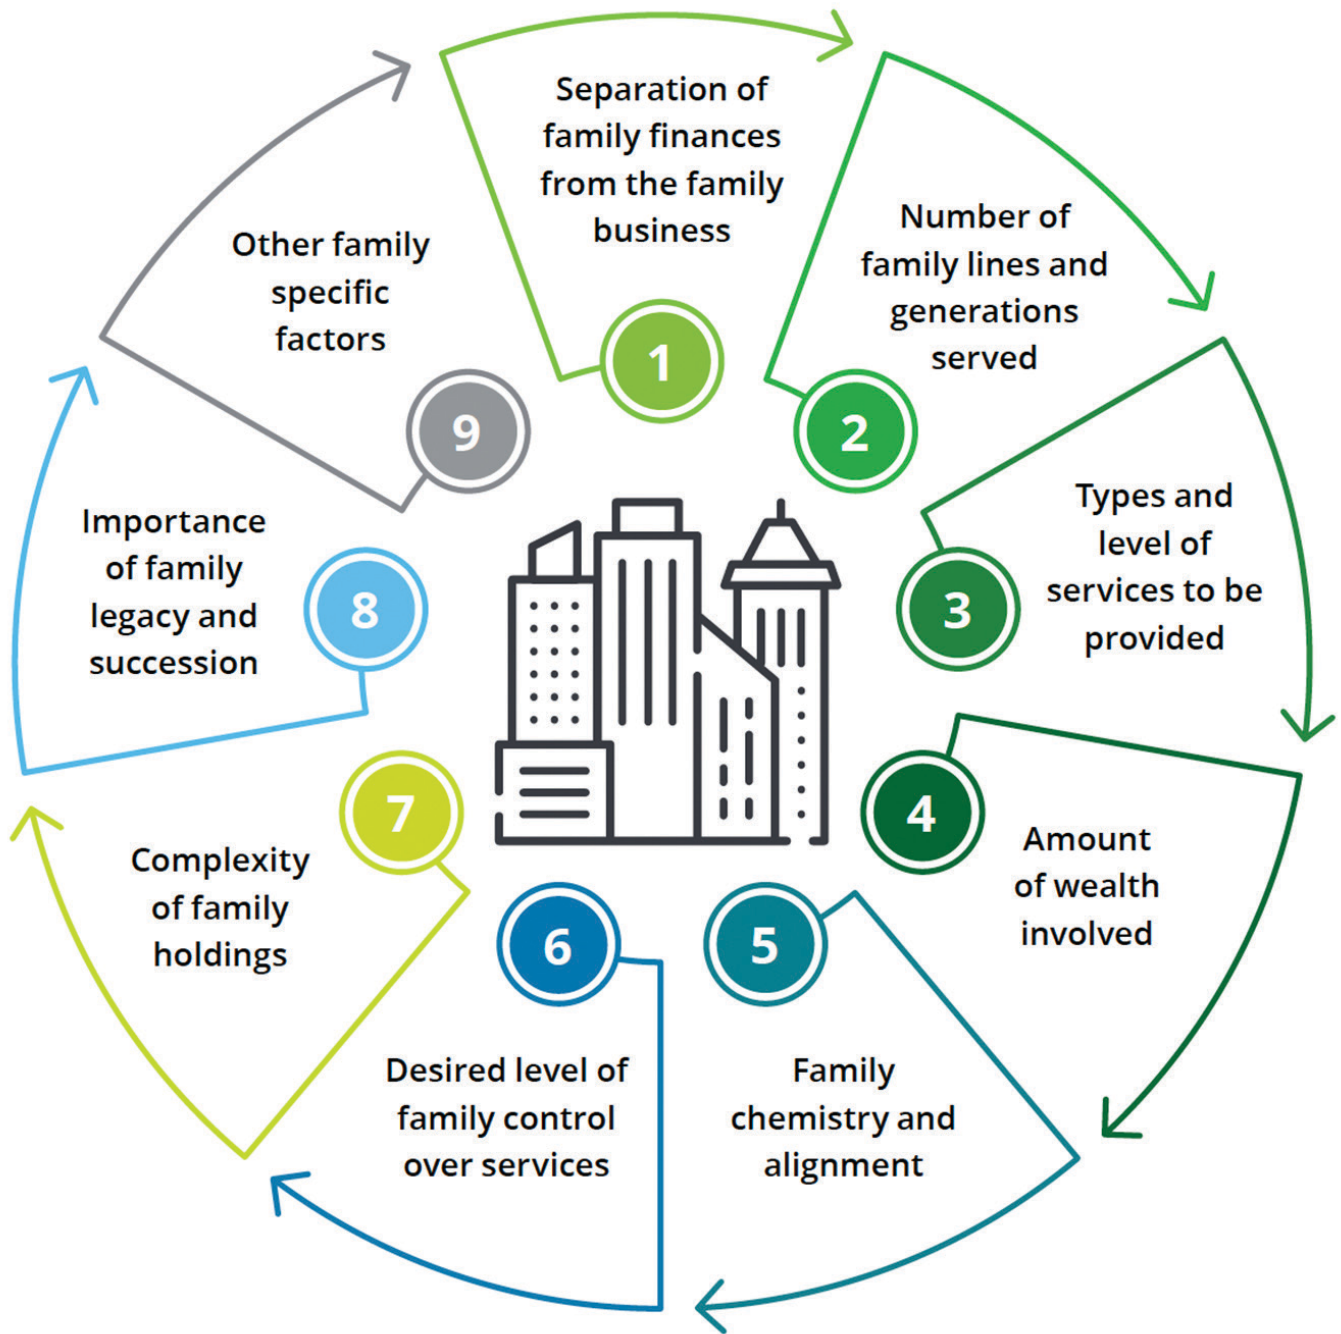 Separation of
family finances
from the family
business
1
Number of
family lines and
generations
served
2
Types and
level of
services to be
provided
3
Amount
of wealth
involved
4
Family
chemistry and
alignment
5
Desired level of
family control
over services
6
Complexity
of family
holdings
7
Importance
of family
legacy and
succession
8
Other family
specific
factors
9